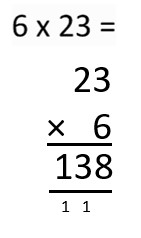 6 x 23 =
23
× 6
138
1 1